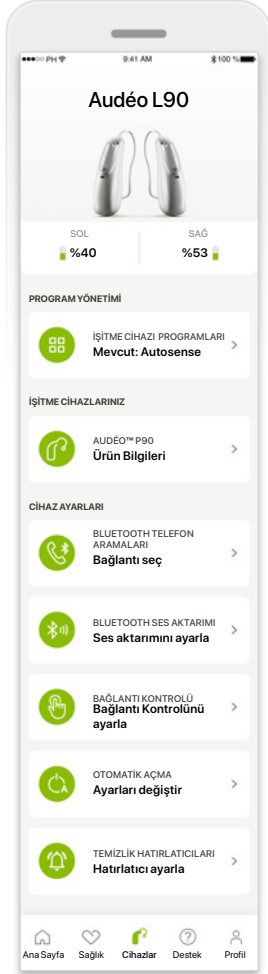 ●●●○○ PH 9:41 AM 100 %
Audéo L90
SOL SAĞ
%40 %53
PROGRAM YÖNETİMİ
İŞİTME CİHAZI PROGRAMLARI
Mevcut: Autosense
İŞİTME CİHAZLARINIZ
AUDÉO™ P90
Ürün Bilgileri
CİHAZ AYARLARI
BLUETOOTH TELEFON
ARAMALARI
Bağlantı seç
BLUETOOTH SES AKTARIMI
Ses aktarımını ayarla
BAĞLANTI KONTROLÜ
Bağlantı Kontrolünü
ayarla
OTOMATİK AÇMA
Ayarları değiştir
TEMİZLİK HATIRLATICILARI
Hatırlatıcı ayarla
Ana Sayfa Sağlık Cihazlar Destek Profil